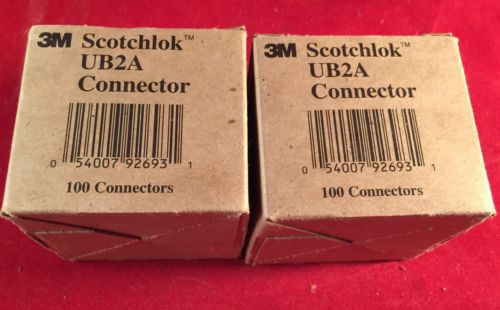 3M Scotchlok™
UB2A
Connector
0 54007 92693 1
100 Connectors
3M Scotchlok™
UB2A
Connector
0 54007 92693 1
100 Connectors